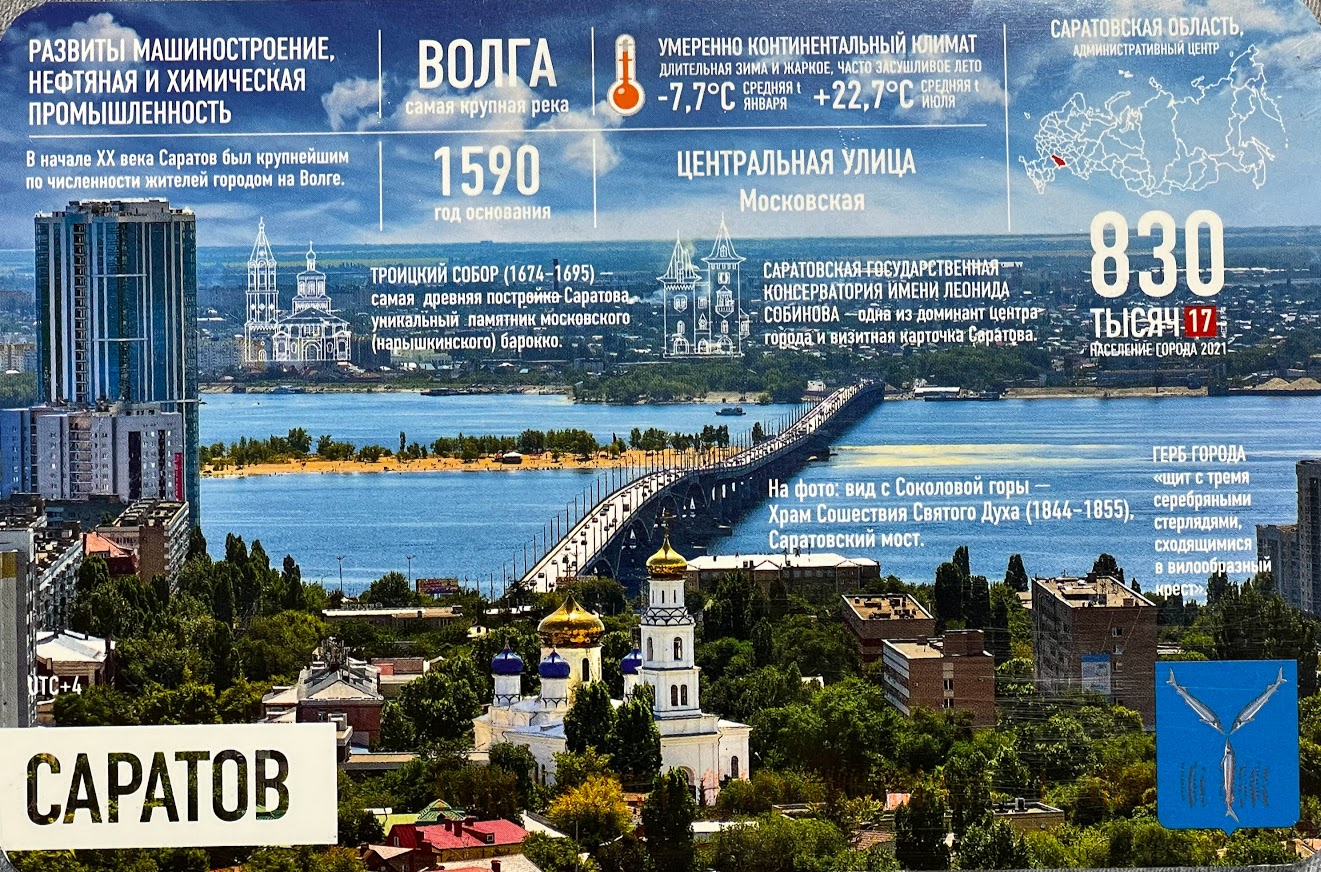 РАЗВИТЫ МАШИНОСТРОЕНИЕ,
НЕФТЯНАЯ И ХИМИЧЕСКАЯ
ПРОМЫШЛЕННОСТЬ
В начале XX века Саратов был крупнейшим
по численности жителей городом на Волге.
ВОЛГА
самая крупная река
1590
год основания
УМЕРЕННО КОНТИНЕНТАЛЬНЫЙ КЛИМАТ
ДЛИТЕЛЬНАЯ ЗИМА И ЖАРКОЕ, ЧАСТО ЗАСУШЛИВОЕ ЛЕТО
-7,7°C СРЕДНЯЯ t ЯНВАРЯ +22,7°C СРЕДНЯЯ t ИЮЛЯ
ЦЕНТРАЛЬНАЯ УЛИЦА
Московская
САРАТОВСКАЯ ОБЛАСТЬ,
АДМИНИСТРАТИВНЫЙ ЦЕНТР
830
ТЫСЯЧ 17
НАСЕЛЕНИЕ ГОРОДА 2021
ТРОИЦКИЙ СОБОР (1674–1695) –
самая древняя постройка Саратова,
уникальный памятник московского
(нарышкинского) барокко.
САРАТОВСКАЯ ГОСУДАРСТВЕННАЯ
КОНСЕРВАТОРИЯ ИМЕНИ ЛЕОНИДА
СОБИНОВА – одна из доминант центра
города и визитная карточка Саратова.
На фото: вид с Соколовой горы –
Храм Сошествия Святого Духа (1844–1855),
Саратовский мост.
ГЕРБ ГОРОДА
«щит с тремя
серебряными
стерлядями,
сходящимися
в вилообразный
крест».
UTC+4
САРАТОВ